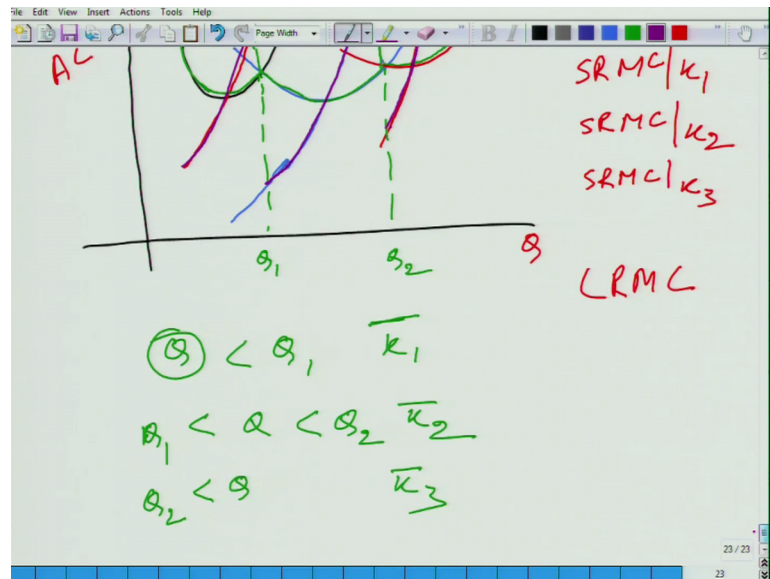 ile Edit View Insert Actions Tools Help
Page Width
B I
AC
SRMC/K1
SRMC/K2
SRMC/K3
Q1 Q2 Q
LRMC
Q < Q1 K̅1
Q1 < Q < Q2 K̅2
Q2 < Q K̅3
23 / 23
23